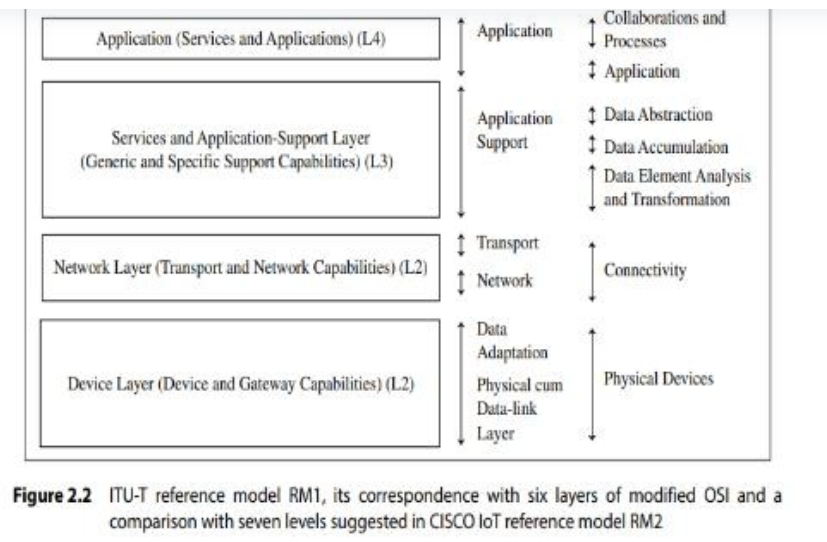 Application (Services and Applications) (L4)
Application
Collaborations and
Processes
Application
Services and Application-Support Layer
(Generic and Specific Support Capabilities) (L3)
Application
Support
Data Abstraction
Data Accumulation
Data Element Analysis
and Transformation
Network Layer (Transport and Network Capabilities) (L2)
Transport
Network
Connectivity
Device Layer (Device and Gateway Capabilities) (L2)
Data
Adaptation
Physical cum
Data-link
Layer
Physical Devices
Figure 2.2 ITU-T reference model RM1, its correspondence with six layers of modified OSI and a
comparison with seven levels suggested in CISCO IoT reference model RM2